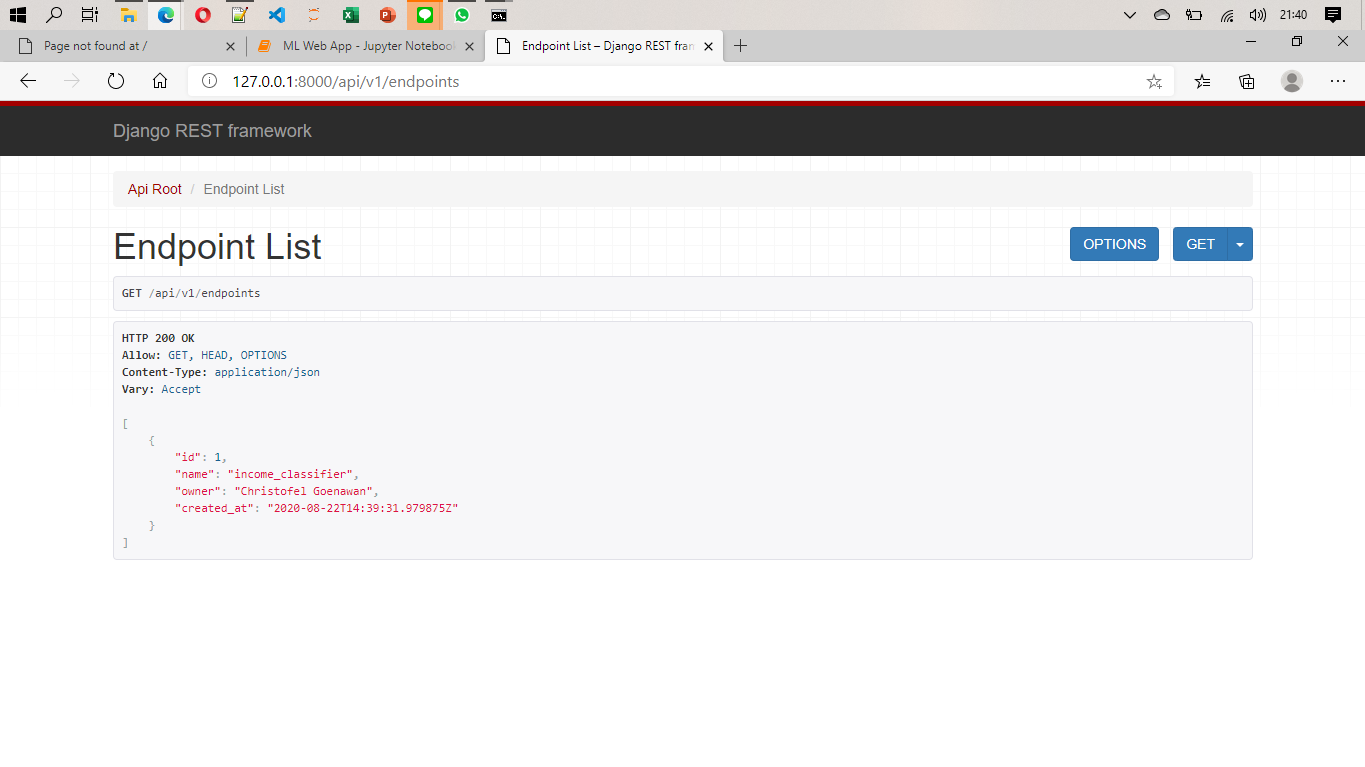 21:40
Page not found at /
ML Web App - Jupyter Notebook
Endpoint List – Django REST fran
127.0.0.1:8000/api/v1/endpoints
Django REST framework
Api Root / Endpoint List
Endpoint List
OPTIONS
GET
GET /api/v1/endpoints
HTTP 200 OK
Allow: GET, HEAD, OPTIONS
Content-Type: application/json
Vary: Accept
[
{
"id": 1,
"name": "income_classifier",
"owner": "Christofel Goenawan",
"created_at": "2020-08-22T14:39:31.979875Z"
}
]